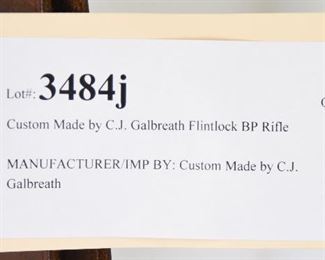 Lot#: 3484j
Custom Made by C.J. Galbreath Flintlock BP Rifle
MANUFACTURER/IMP BY: Custom Made by C.J.
Galbreath